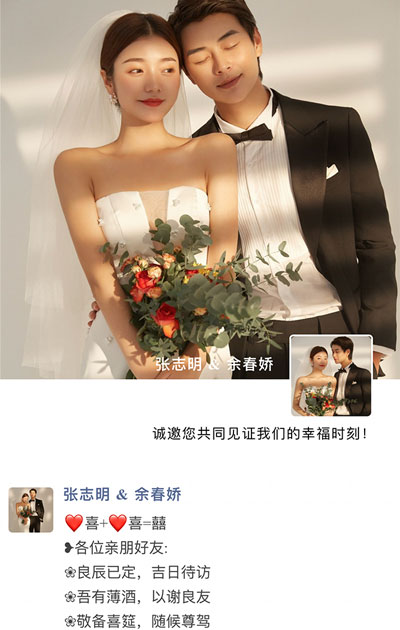 张志明 & 余春娇
诚邀您共同见证我们的幸福时刻！
张志明 & 余春娇
❤️喜+❤️喜=囍
❥各位亲朋好友:
❀良辰已定，吉日待访
❀吾有薄酒，以谢良友
❀敬备喜筵，随候尊驾